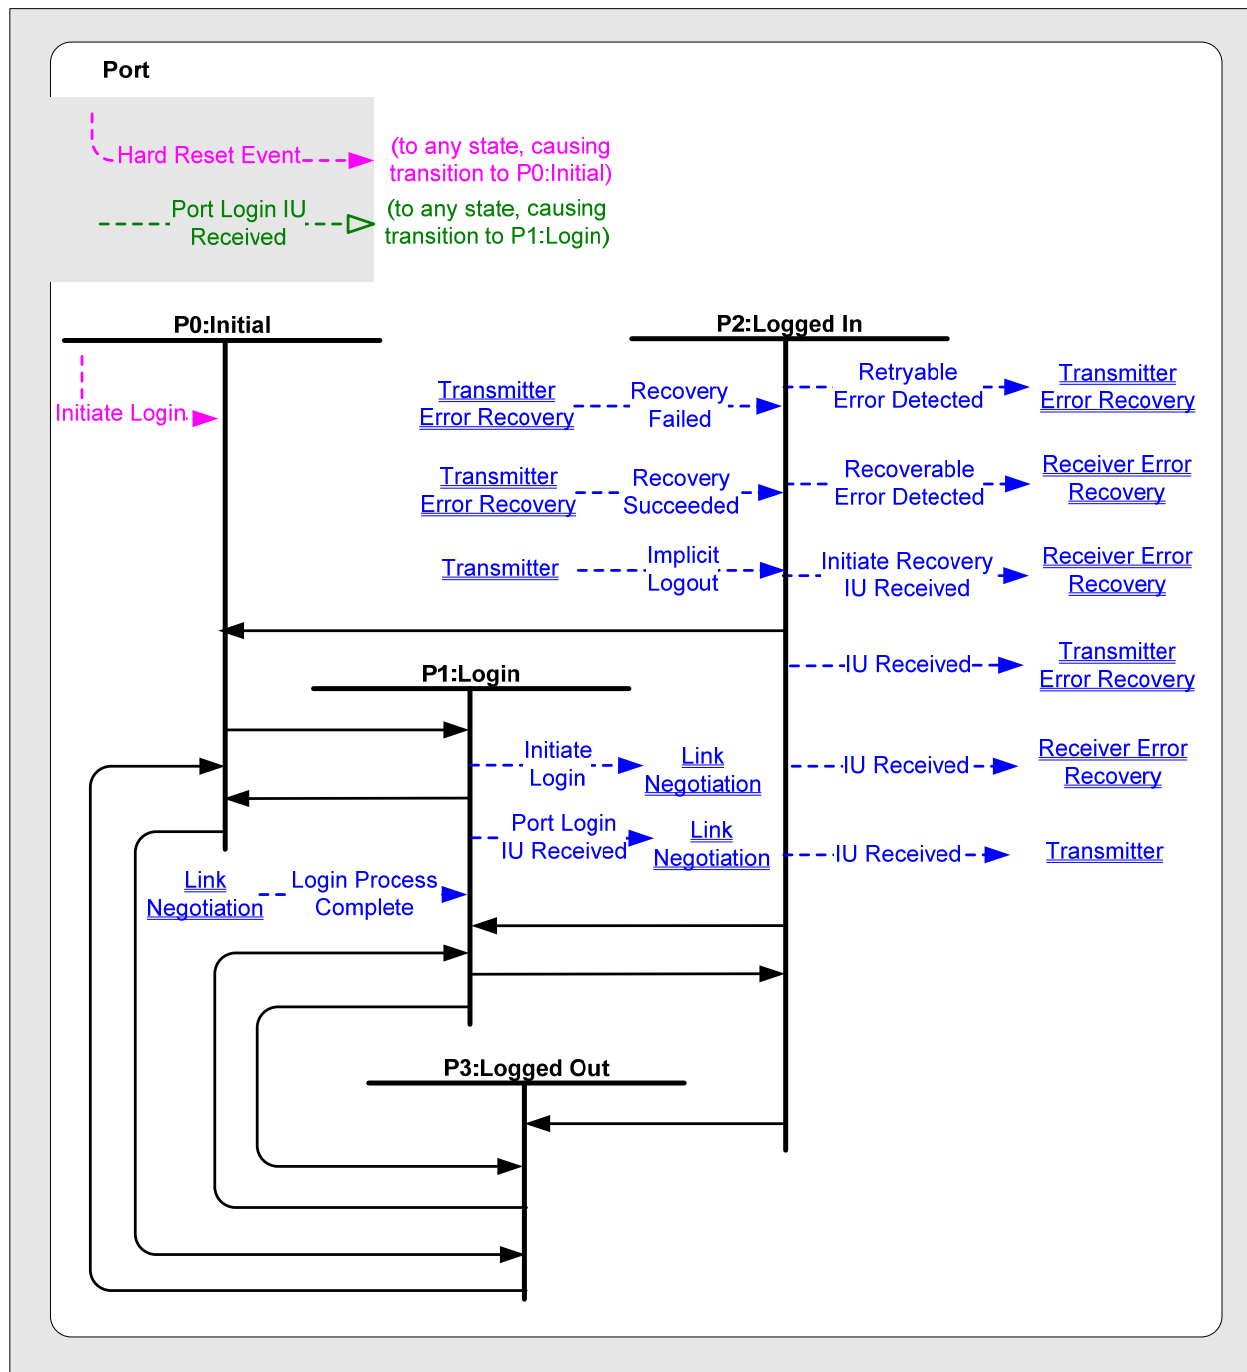 Port
Hard Reset Event
(to any state, causing
transition to P0:Initial)
Port Login IU
Received
(to any state, causing
transition to P1:Login)
P0:Initial
Initiate Login
P2:Logged In
Transmitter
Error Recovery
Recovery
Failed
Retryable
Error Detected
Transmitter
Error Recovery
Transmitter
Error Recovery
Recovery
Succeeded
Recoverable
Error Detected
Receiver Error
Recovery
Transmitter
Implicit
Logout
Initiate Recovery
IU Received
Receiver Error
Recovery
IU Received
Transmitter
Error Recovery
P1:Login
Initiate
Login
Link
Negotiation
IU Received
Receiver Error
Recovery
Port Login
IU Received
Link
Negotiation
IU Received
Transmitter
Link
Negotiation
Login Process
Complete
P3:Logged Out